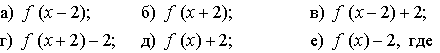 а) f (x − 2); б) f (x + 2); в) f (x − 2) + 2;
г) f (x + 2) − 2; д) f (x) + 2; е) f (x) − 2, где